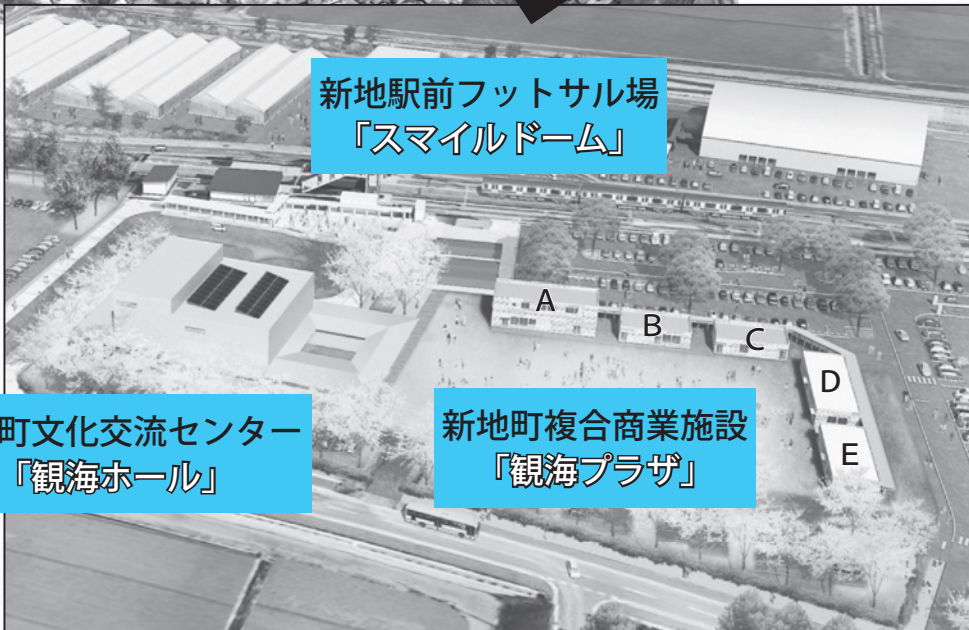 新地駅前フットサル場
「スマイルドーム」
A
B
C
D
E
町文化交流センター
「観海ホール」
新地町複合商業施設
「観海プラザ」